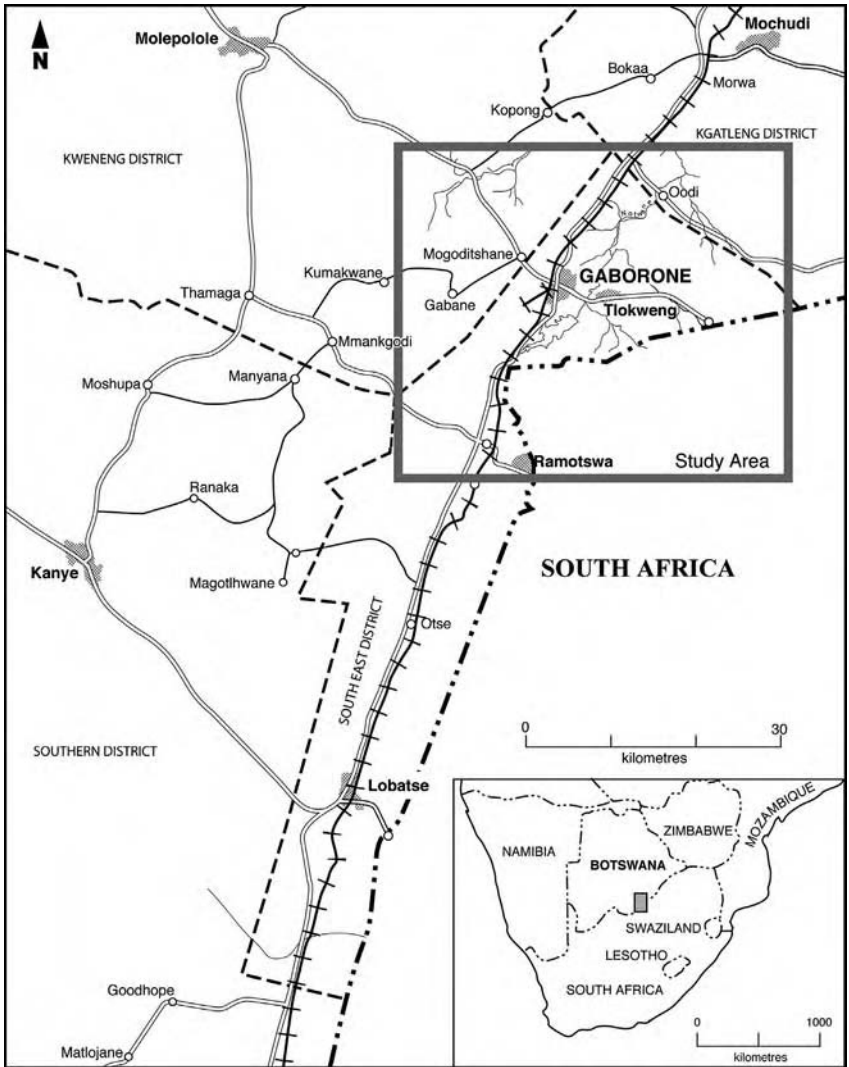 Mochudi
Molepolole
N
Bokaa
Morwa
Kopong
KGATLENG DISTRICT
KWENENG DISTRICT
Oodi
Mogoditshane
Kumakwane
GABORONE
Thamaga
Gabane
Tlokweng
Mmankgodi
Manyana
Moshupa
Ramotswa
Study Area
Ranaka
Kanye
SOUTH AFRICA
Magotlhwane
Otse
SOUTH EAST DISTRICT
0
30
kilometres
SOUTHERN DISTRICT
Lobatse
MOZAMBIQUE
ZIMBABWE
NAMIBIA
BOTSWANA
SWAZILAND
LESOTHO
SOUTH AFRICA
Goodhope
0
1000
Matlojane
kilometres